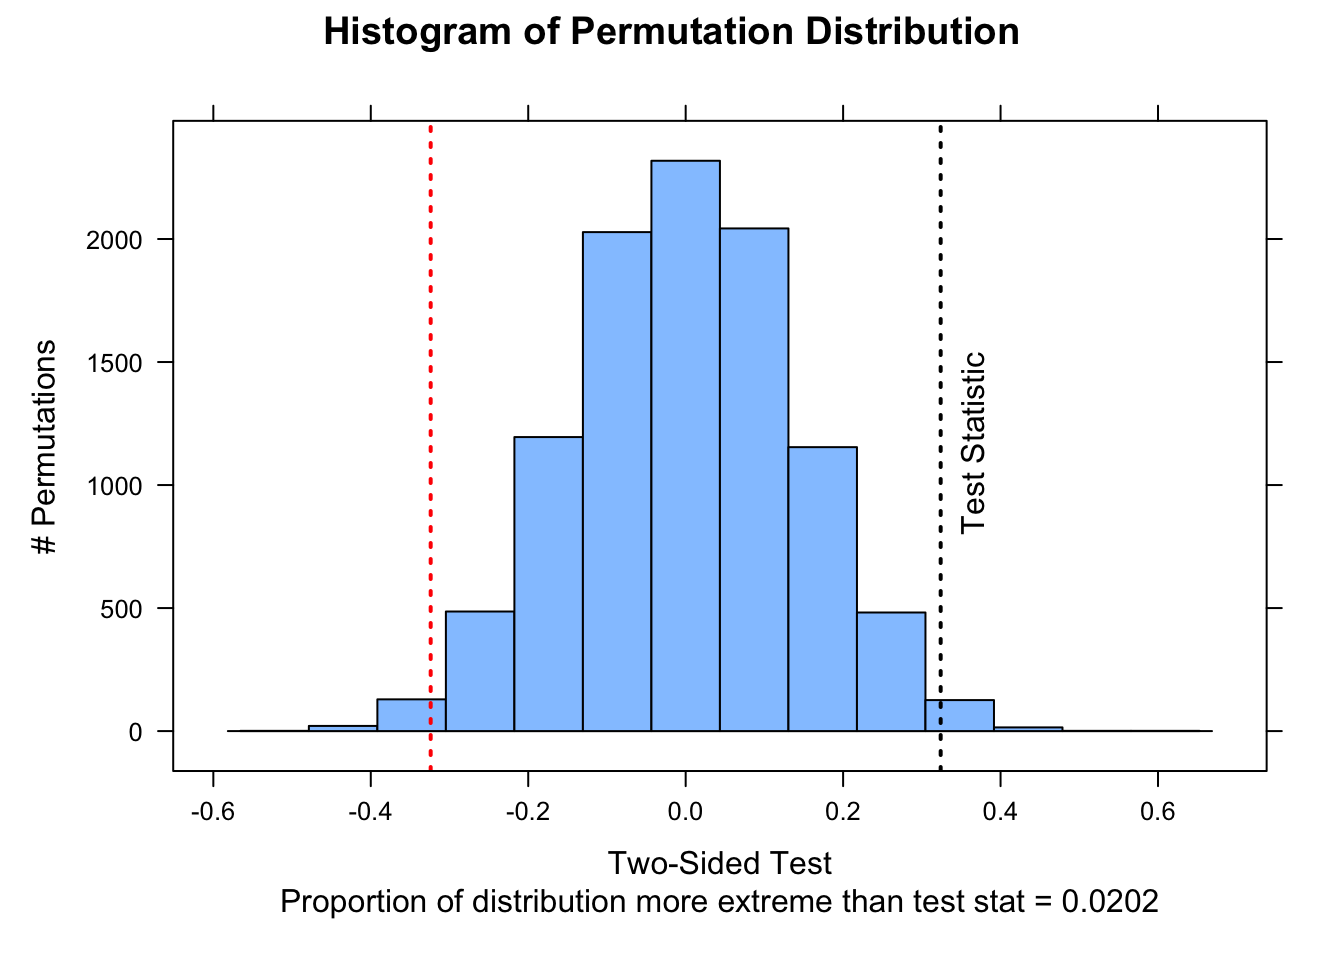 Histogram of Permutation Distribution
2000
1500
1000
500
0
# Permutations
Test Statistic
-0.6 -0.4 -0.2 0.0 0.2 0.4 0.6
Two-Sided Test
Proportion of distribution more extreme than test stat = 0.0202